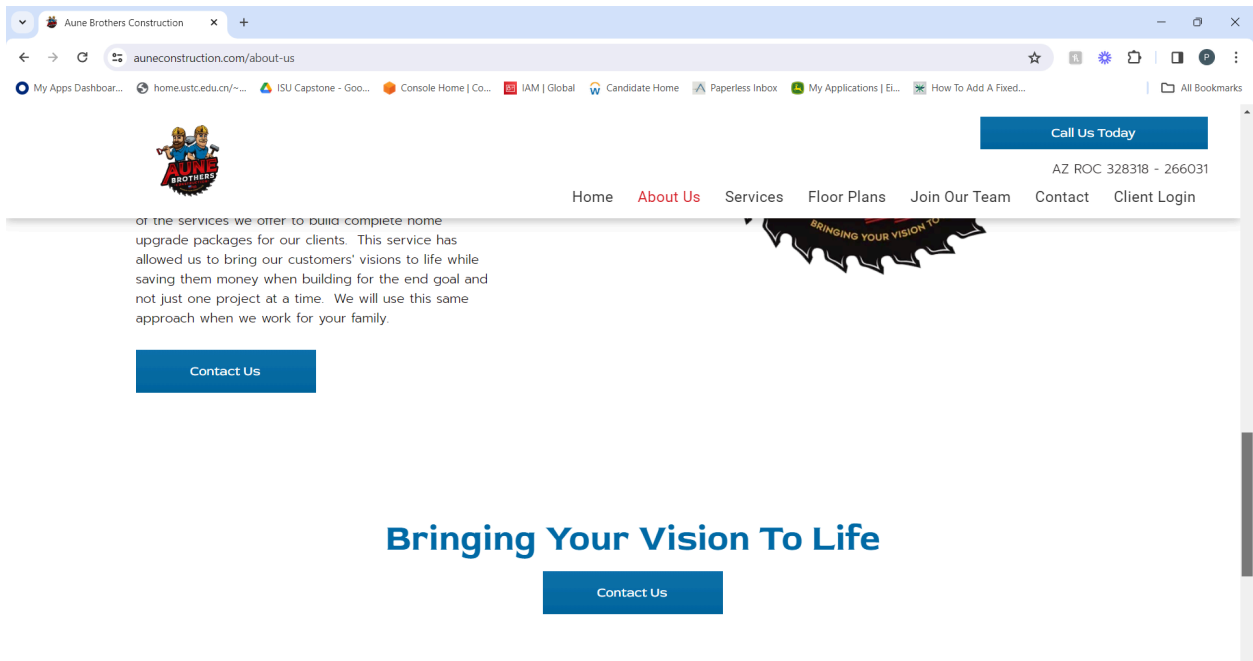 Aune Brothers Construction
auneconstruction.com/about-us
My Apps Dashboar... home.ustc.edu.cn/~... ISU Capstone - Goo... Console Home | Co... IAM | Global Candidate Home Paperless Inbox My Applications | Ei... How To Add A Fixed... All Bookmarks
AUNE
BROTHERS
Call Us Today
AZ ROC 328318 - 266031
Home About Us Services Floor Plans Join Our Team Contact Client Login
of the services we offer to build complete home
upgrade packages for our clients. This service has
allowed us to bring our customers' visions to life while
saving them money when building for the end goal and
not just one project at a time. We will use this same
approach when we work for your family.
BRINGING YOUR VISION TO
Contact Us
Bringing Your Vision To Life
Contact Us